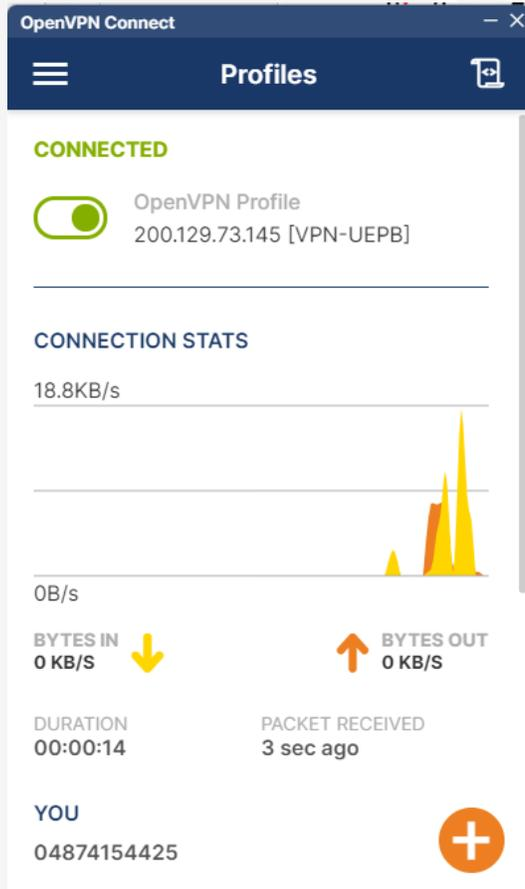 OpenVPN Connect
Profiles
CONNECTED
OpenVPN Profile
200.129.73.145 [VPN-UEPB]
CONNECTION STATS
18.8KB/s
0B/s
BYTES IN
0 KB/S
BYTES OUT
0 KB/S
DURATION
00:00:14
PACKET RECEIVED
3 sec ago
YOU
04874154425